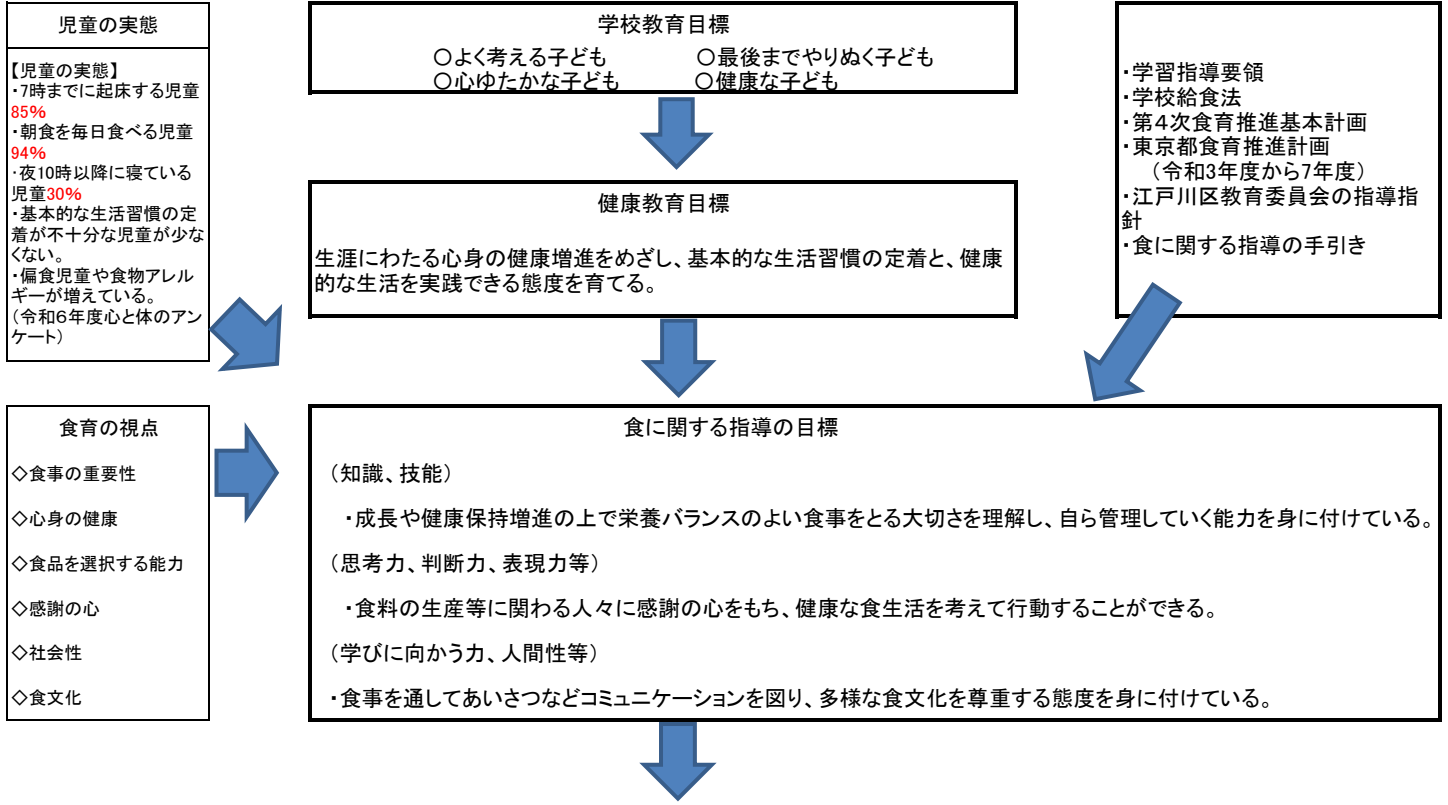 児童の実態
【児童の実態】
・7時までに起床する児童
85%
・朝食を毎日食べる児童
94%
・夜10時以降に寝ている
児童30%
・基本的な生活習慣の定
着が不十分な児童が少な
くない。
・偏食児童や食物アレル
ギーが増えている。
(令和6年度心と体のアン
ケート)
学校教育目標
〇よく考える子ども 〇最後までやりぬく子ども
〇心ゆたかな子ども 〇健康な子ども
健康教育目標
生涯にわたる心身の健康増進をめざし、基本的な生活習慣の定着と、健康
的な生活を実践できる態度を育てる。
・学習指導要領
・学校給食法
・第4次食育推進基本計画
・東京都食育推進計画
(令和3年度から7年度)
・江戸川区教育委員会の指導指
針
・食に関する指導の手引き
食育の視点
◇食事の重要性
◇心身の健康
◇食品を選択する能力
◇感謝の心
◇社会性
◇食文化
食に関する指導の目標
(知識、技能)
・成長や健康保持増進の上で栄養バランスのよい食事をとる大切さを理解し、自ら管理していく能力を身に付けている。
(思考力、判断力、表現力等)
・食料の生産等に関わる人々に感謝の心をもち、健康な食生活を考えて行動することができる。
(学びに向かう力、人間性等)
・食事を通してあいさつなどコミュニケーションを図り、多様な食文化を尊重する態度を身に付けている。